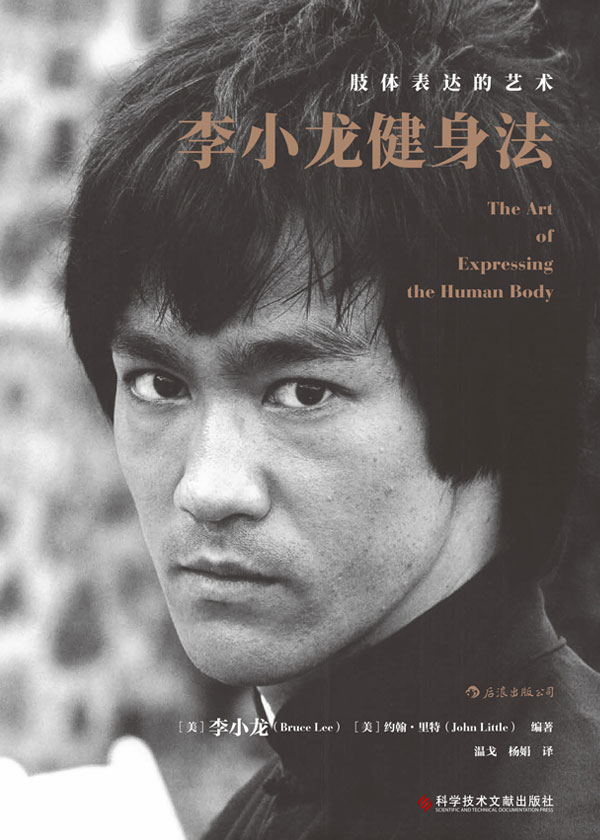 肢体表达的艺术
李小龙健身法
The Art
of
Expressing
the Human Body
后浪出版公司
[美]李小龙(Bruce Lee) [美]约翰·里特(John Little) 编著
温戈 杨娟 译
科学技术文献出版社
SCIENTIFIC AND TECHNICAL DOCUMENTATION PRESS